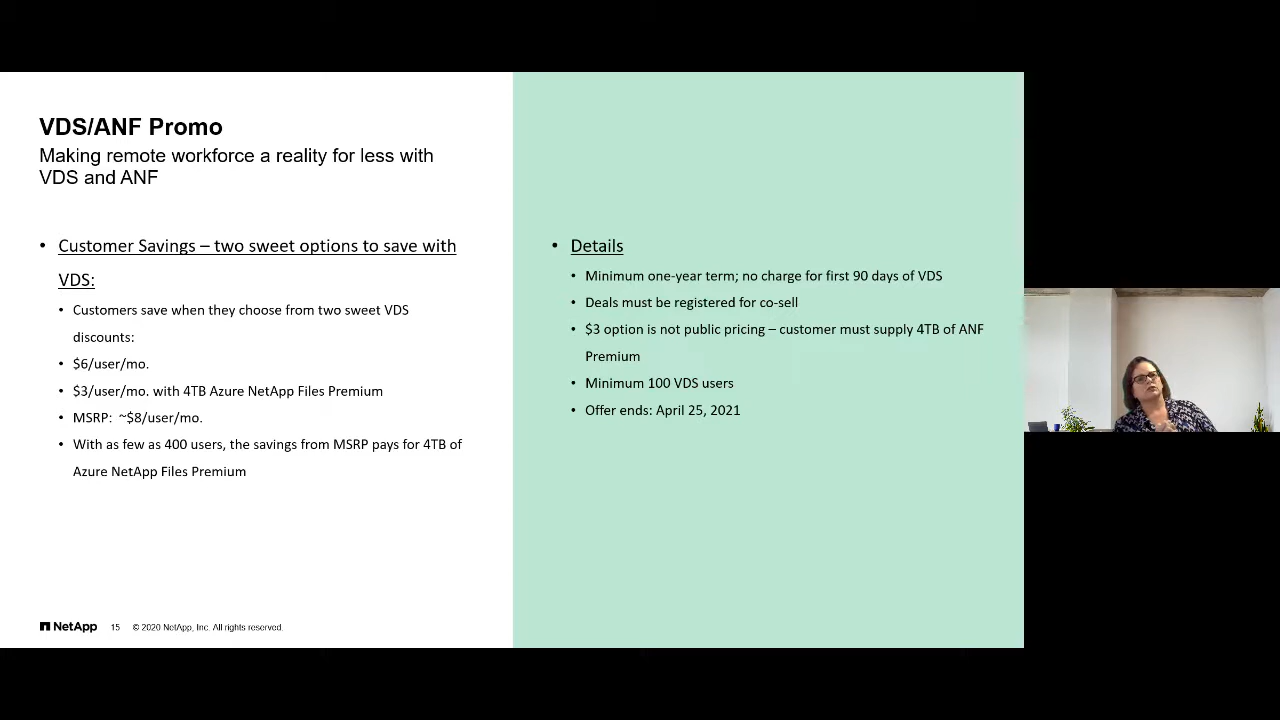 VDS/ANF Promo
Making remote workforce a reality for less with
VDS and ANF
• Customer Savings – two sweet options to save with
VDS:
• Customers save when they choose from two sweet VDS
discounts:
• $6/user/mo.
• $3/user/mo. with 4TB Azure NetApp Files Premium
• MSRP: ~$8/user/mo.
• With as few as 400 users, the savings from MSRP pays for 4TB of
Azure NetApp Files Premium
• Details
• Minimum one-year term; no charge for first 90 days of VDS
• Deals must be registered for co-sell
• $3 option is not public pricing – customer must supply 4TB of ANF
Premium
• Minimum 100 VDS users
• Offer ends: April 25, 2021
NetApp 15 © 2020 NetApp, Inc. All rights reserved.